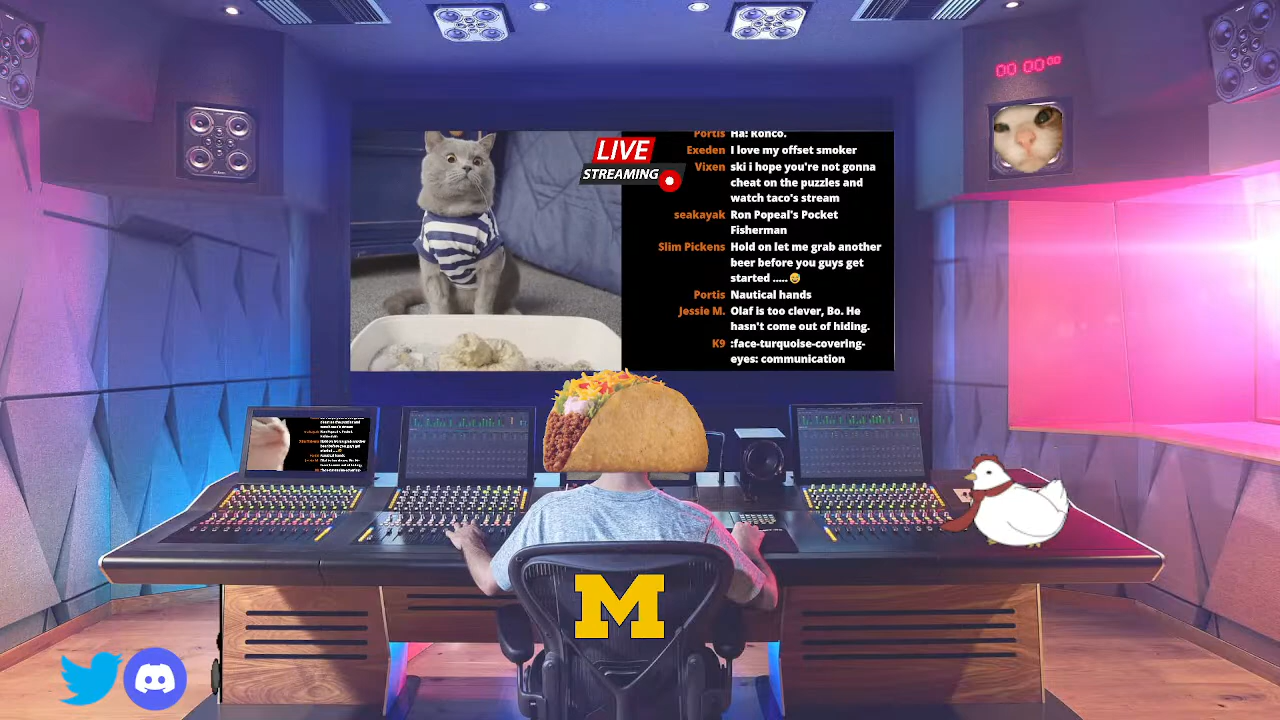 00 00 00
LIVE
STREAMING
Portis Ha! Ronco.
Exeden I love my offset smoker
Vixen ski i hope you're not gonna
cheat on the puzzles and
watch taco's stream
seakayak Ron Popeal's Pocket
Fisherman
Slim Pickens Hold on let me grab another
beer before you guys get
started .....😅
Portis Nautical hands
Jessie M. Olaf is too clever, Bo. He
hasn't come out of hiding.
K9 :face-turquoise-covering-
eyes: communication
M